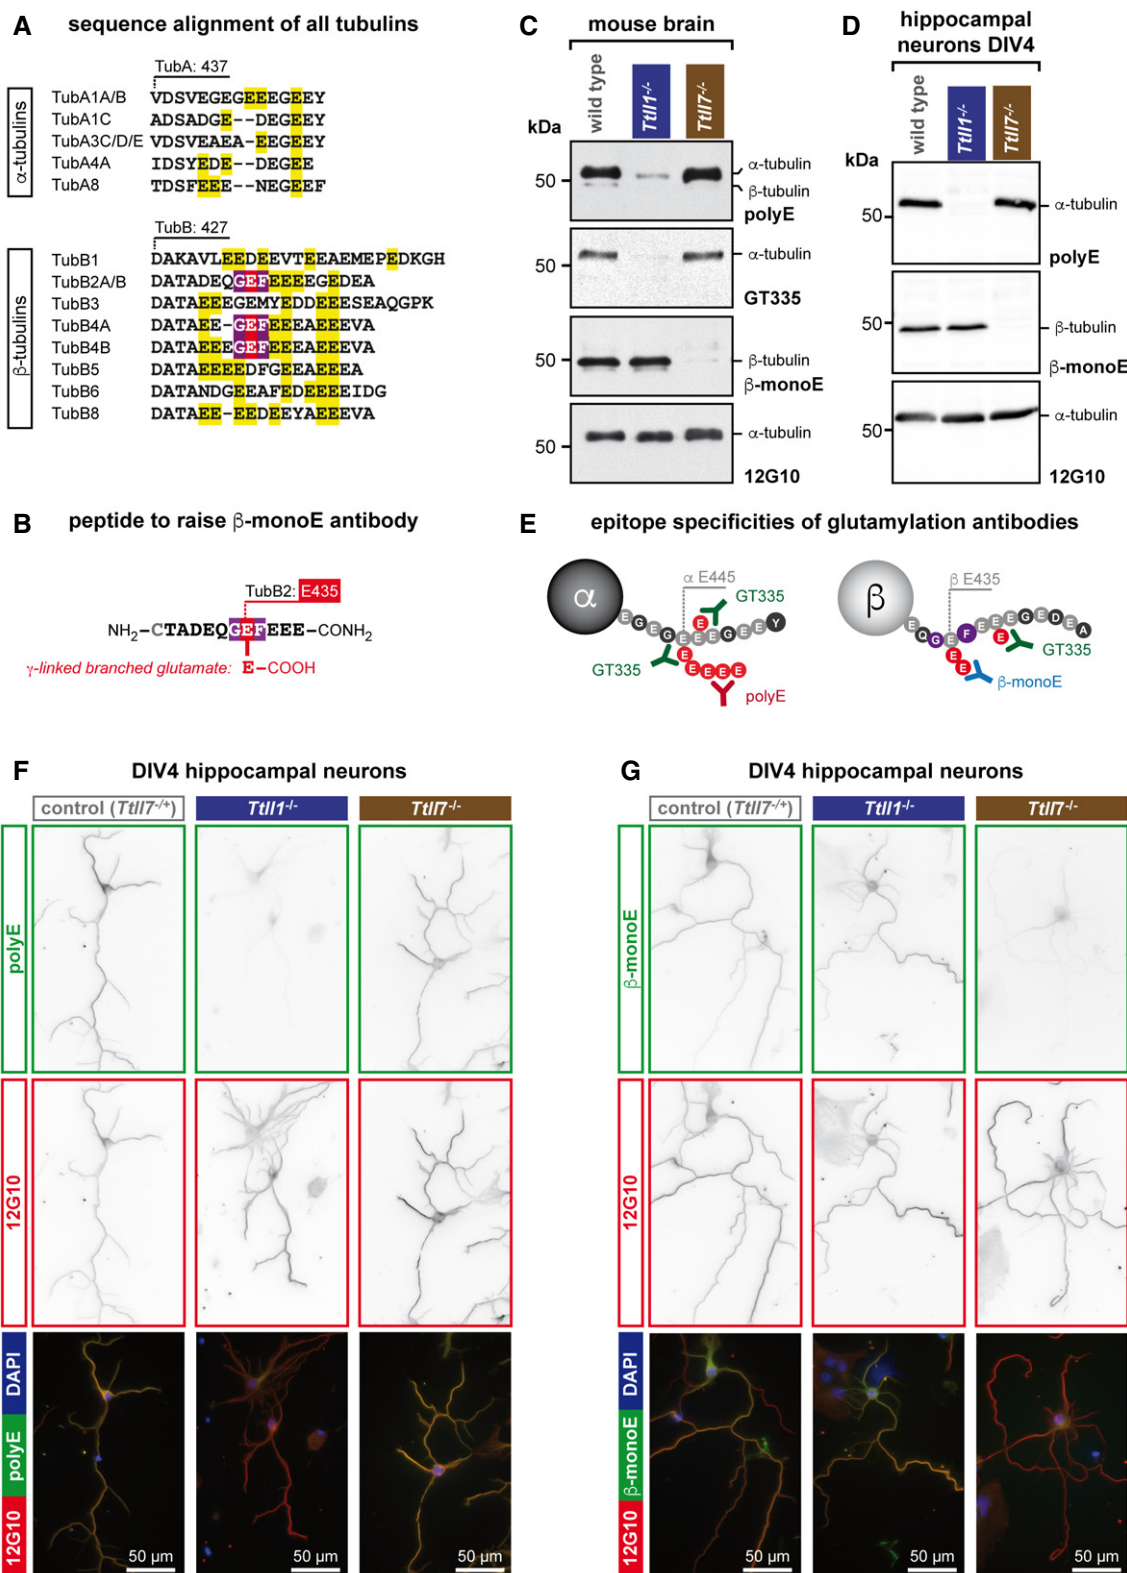 A sequence alignment of all tubulins
α-tubulins
TubA: 437
TubA1A/B VDSVEGEGEEEGEEY
TubA1C ADSADGE--DEGEEY
TubA3C/D/E VDSVEAEA-EEGEEY
TubA4A IDSYEDE--DEGEE
TubA8 TDSFEEE--NEGEEF
β-tubulins
TubB: 427
TubB1 DAKAVLEEDEEVTEEAEMEPEDKGH
TubB2A/B DATADEQGEFEEEEGEDEA
TubB3 DATAEEEGEMYEDDEEESEAQGPK
TubB4A DATAEE-GEFEEEAEEEVA
TubB4B DATAEEEGEFEEEAEEEVA
TubB5 DATAEEEEDFGEEAEEEA
TubB6 DATANDGEEAFEDEEEEIDG
TubB8 DATAEE-EEDEEYAEEEVA
B peptide to raise β-monoE antibody
TubB2: E435
NH2–CTADEQGEFEEE–CONH2
γ-linked branched glutamate: E–COOH
C mouse brain
wild type
Ttll1-/-
Ttll7-/-
kDa
50
α-tubulin
β-tubulin
polyE
50
α-tubulin
GT335
50
β-tubulin
β-monoE
50
α-tubulin
12G10
D hippocampal
neurons DIV4
wild type
Ttll1-/-
Ttll7-/-
kDa
50
α-tubulin
polyE
50
β-tubulin
β-monoE
50
α-tubulin
12G10
E epitope specificities of glutamylation antibodies
α
α E445
GT335
E G E G E E E G E E Y
E
E E E E E
GT335
polyE
β
β E435
E Q G E F E E E G E D E A
E E
E
GT335
β-monoE
F DIV4 hippocampal neurons
control (Ttll7-/+)
Ttll1-/-
Ttll7-/-
polyE
12G10
12G10 polyE DAPI
50 µm
50 µm
50 µm
G DIV4 hippocampal neurons
control (Ttll7-/+)
Ttll1-/-
Ttll7-/-
β-monoE
12G10
12G10 β-monoE DAPI
50 µm
50 µm
50 µm